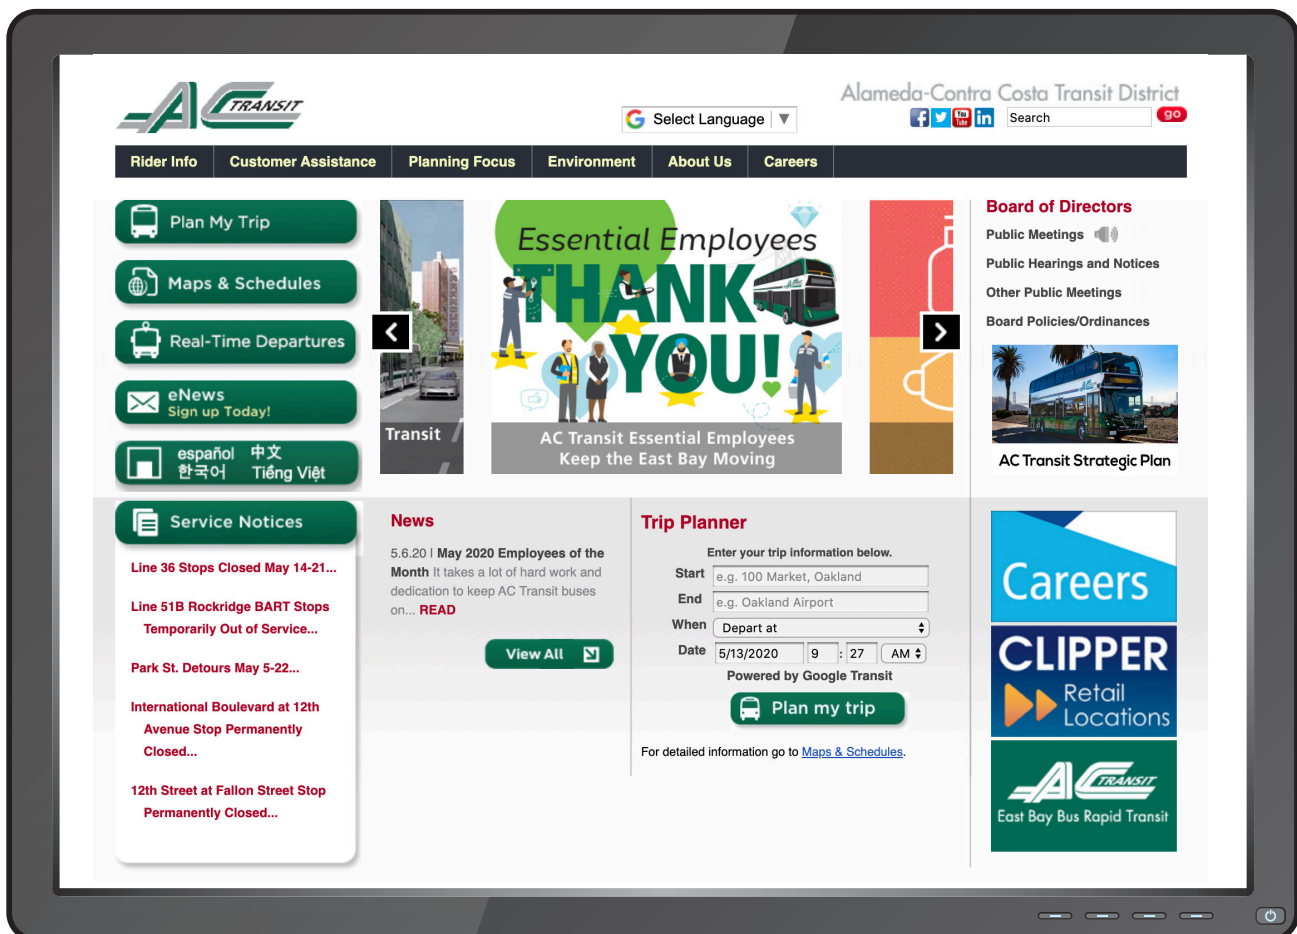 AC TRANSIT
Alameda-Contra Costa Transit District
Select Language ▼
You Tube
Search
go
Rider Info
Customer Assistance
Planning Focus
Environment
About Us
Careers
Plan My Trip
Maps & Schedules
Real-Time Departures
eNews
Sign up Today!
español 中文
한국어 Tiếng Việt
Transit
Essential Employees
THANK
YOU!
AC Transit Essential Employees
Keep the East Bay Moving
Board of Directors
Public Meetings
Public Hearings and Notices
Other Public Meetings
Board Policies/Ordinances
AC Transit Strategic Plan
Service Notices
Line 36 Stops Closed May 14-21...
Line 51B Rockridge BART Stops
Temporarily Out of Service...
Park St. Detours May 5-22...
International Boulevard at 12th
Avenue Stop Permanently
Closed...
12th Street at Fallon Street Stop
Permanently Closed...
News
5.6.20 | May 2020 Employees of the
Month It takes a lot of hard work and
dedication to keep AC Transit buses
on... READ
View All
Trip Planner
Enter your trip information below.
Start e.g. 100 Market, Oakland
End e.g. Oakland Airport
When Depart at
Date 5/13/2020 9 : 27 AM
Powered by Google Transit
Plan my trip
For detailed information go to Maps & Schedules.
Careers
CLIPPER
Retail
Locations
AC TRANSIT
East Bay Bus Rapid Transit